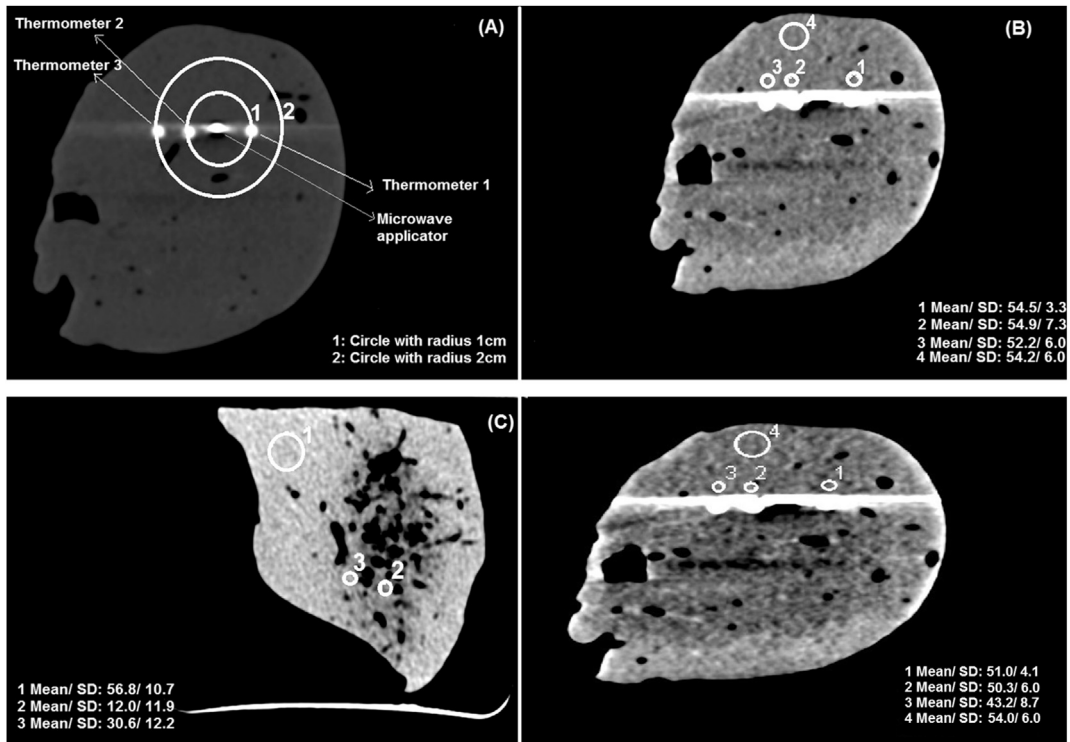 Thermometer 2
(A)
Thermometer 3
1 2
Thermometer 1
Microwave
applicator
1: Circle with radius 1cm
2: Circle with radius 2cm
4
(B)
3 2 1
1 Mean/ SD: 54.5/ 3.3
2 Mean/ SD: 54.9/ 7.3
3 Mean/ SD: 52.2/ 6.0
4 Mean/ SD: 54.2/ 6.0
(C)
1
3 2
1 Mean/ SD: 56.8/ 10.7
2 Mean/ SD: 12.0/ 11.9
3 Mean/ SD: 30.6/ 12.2
4
3 2 1
1 Mean/ SD: 51.0/ 4.1
2 Mean/ SD: 50.3/ 6.0
3 Mean/ SD: 43.2/ 8.7
4 Mean/ SD: 54.0/ 6.0